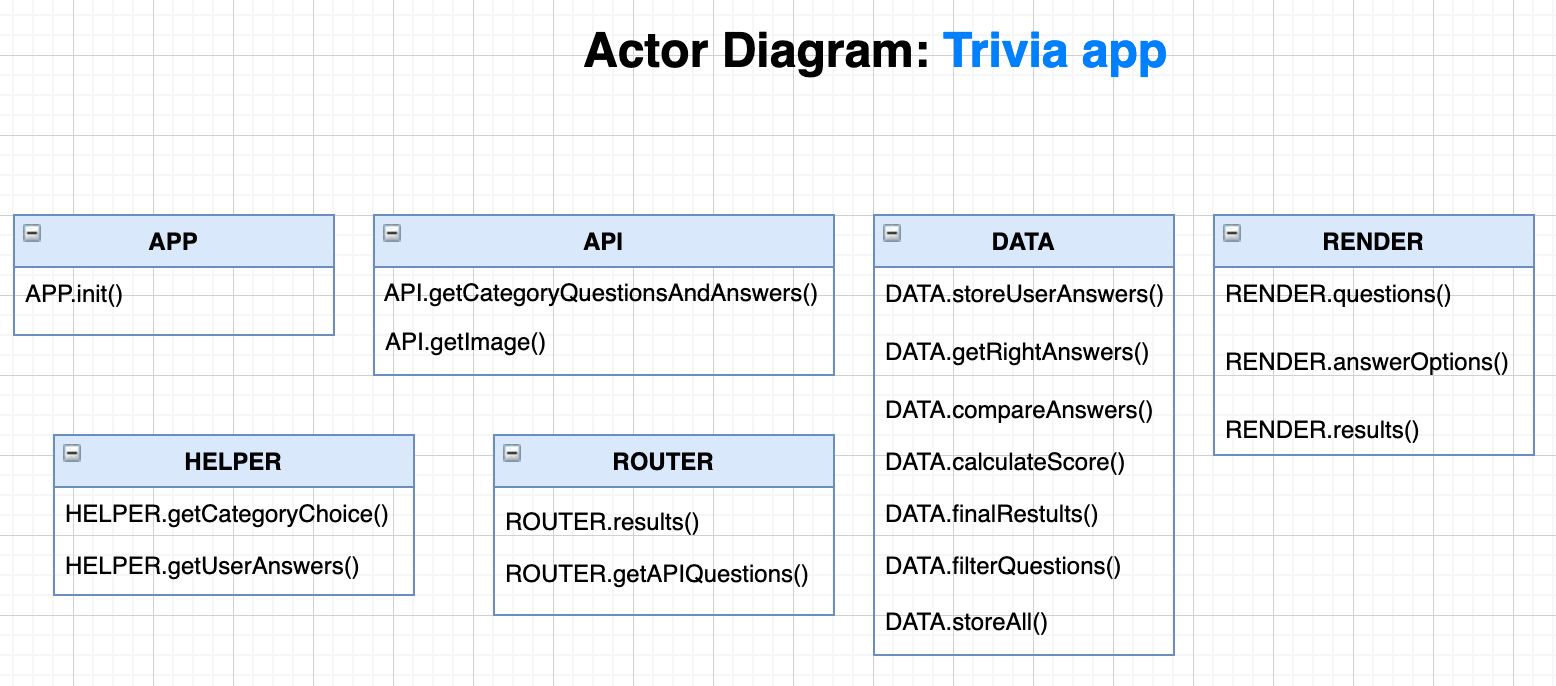 Actor Diagram: Trivia app
APP
APP.init()
API
API.getCategoryQuestionsAndAnswers()
API.getImage()
DATA
DATA.storeUserAnswers()
DATA.getRightAnswers()
DATA.compareAnswers()
DATA.calculateScore()
DATA.finalRestults()
DATA.filterQuestions()
DATA.storeAll()
RENDER
RENDER.questions()
RENDER.answerOptions()
RENDER.results()
HELPER
HELPER.getCategoryChoice()
HELPER.getUserAnswers()
ROUTER
ROUTER.results()
ROUTER.getAPIQuestions()